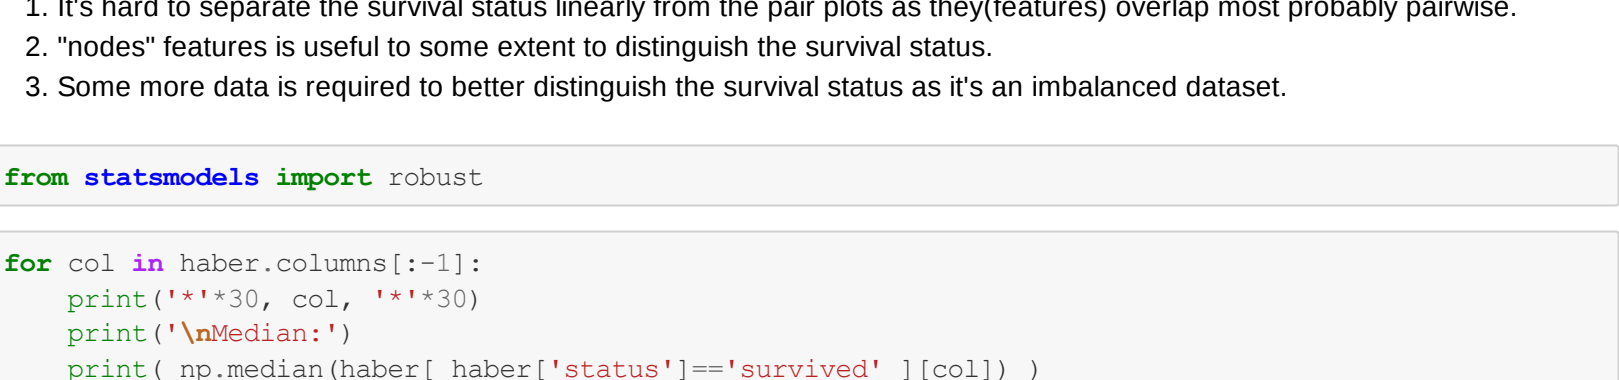 1. It's hard to separate the survival status linearly from the pair plots as they(features) overlap most probably pairwise.
2. "nodes" features is useful to some extent to distinguish the survival status.
3. Some more data is required to better distinguish the survival status as it's an imbalanced dataset.
from statsmodels import robust
for col in haber.columns[:-1]:
    print('*'*30, col, '*'*30)
    print('\nMedian:')
    print( np.median(haber[ haber['status']=='survived' ][col]) )